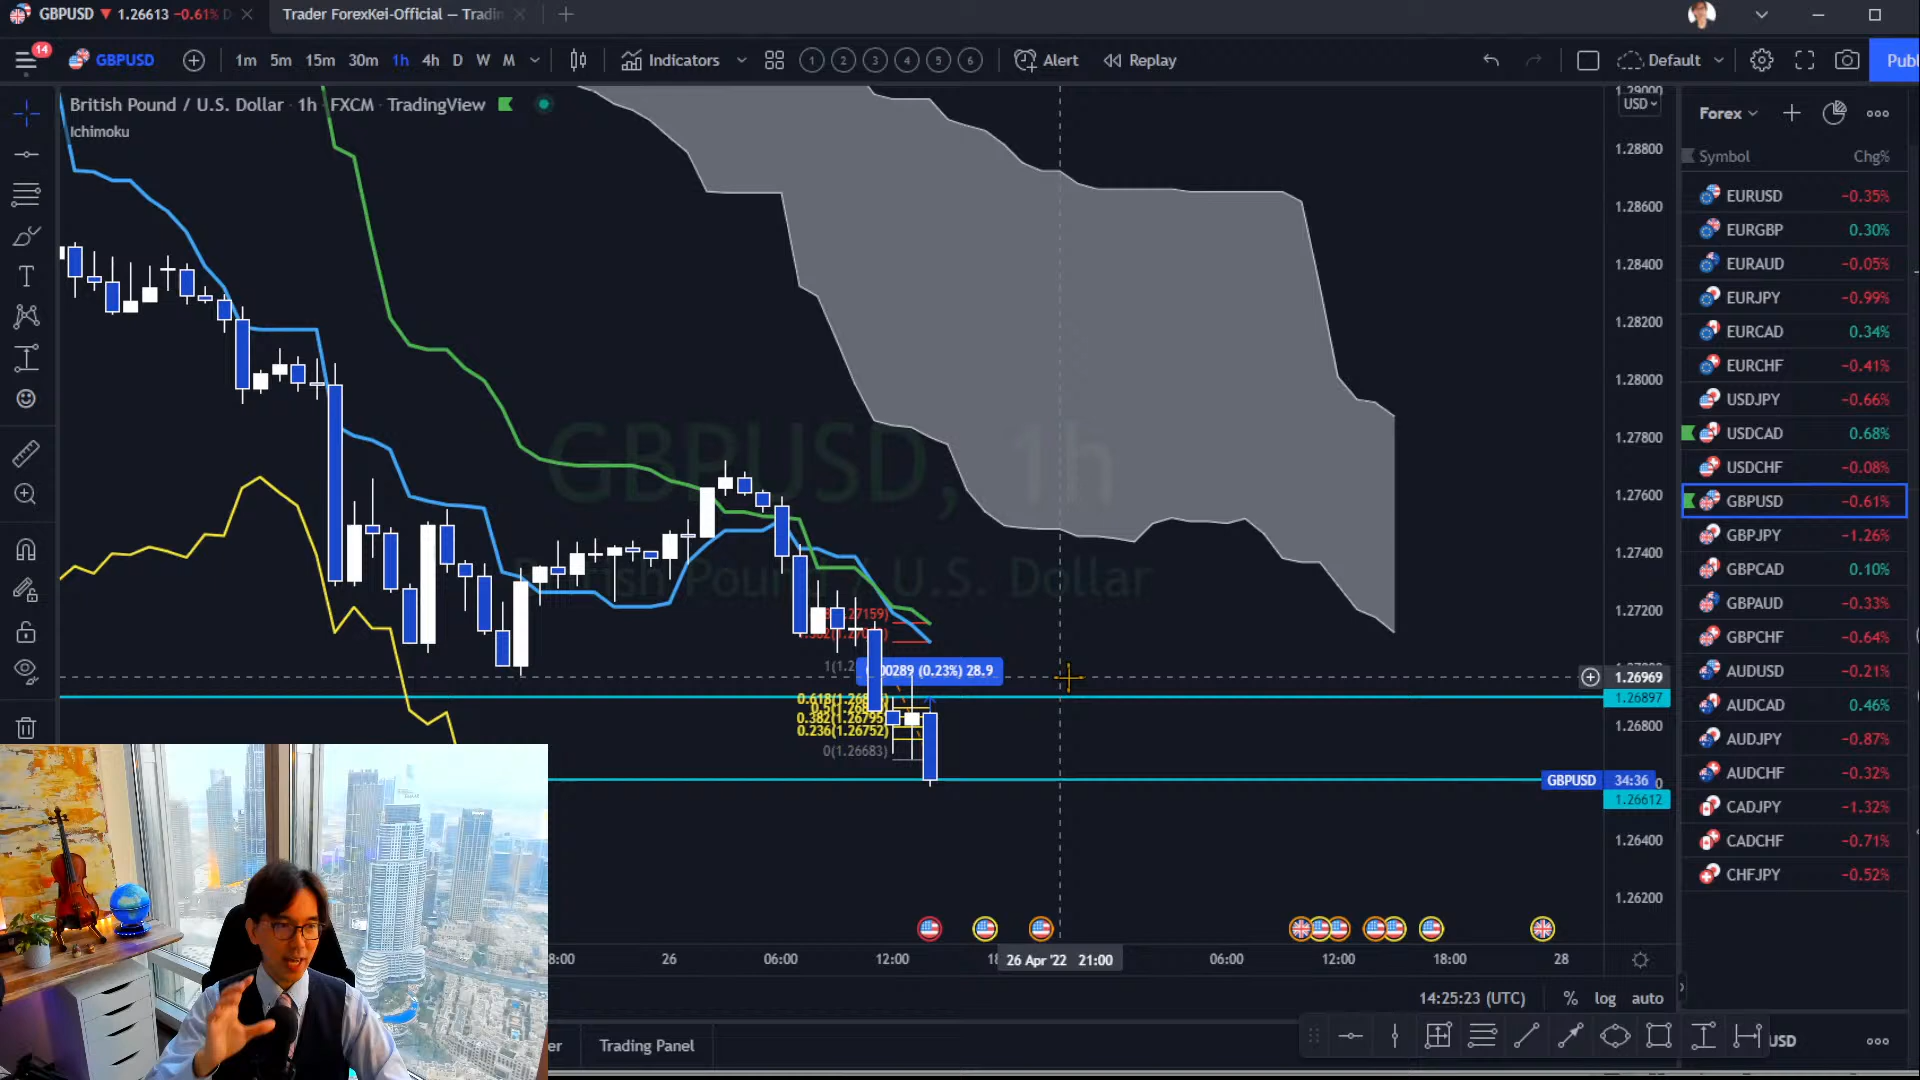 GBPUSD ▼ 1.26613 −0.61%
Trader ForexKei-Official — Tradin
14
GBPUSD
1m 5m 15m 30m 1h 4h D W M
Indicators
1 2 3 4 5 6
Alert
Replay
Default
Publ
British Pound / U.S. Dollar · 1h · FXCM · TradingView
Ichimoku
GBPUSD, 1h
British Pound / U.S. Dollar
1.29000
USD
1.28800
1.28600
1.28400
1.28200
1.28000
1.27800
1.27600
1.27400
1.27200
1.26969
1.26897
1.26800
GBPUSD 34:36
1.26612
1.26400
1.26200
00289 (0.23%) 28.9
0.382(1.26795)
0.236(1.26752)
0(1.26683)
26
06:00
12:00
26 Apr '22 21:00
06:00
12:00
18:00
28
14:25:23 (UTC)
% log auto
Trading Panel
Forex
Symbol Chg%
EURUSD −0.35%
EURGBP 0.30%
EURAUD −0.05%
EURJPY −0.99%
EURCAD 0.34%
EURCHF −0.41%
USDJPY −0.66%
USDCAD 0.68%
USDCHF −0.08%
GBPUSD −0.61%
GBPJPY −1.26%
GBPCAD 0.10%
GBPAUD −0.33%
GBPCHF −0.64%
AUDUSD −0.21%
AUDCAD 0.46%
AUDJPY −0.87%
AUDCHF −0.32%
CADJPY −1.32%
CADCHF −0.71%
CHFJPY −0.52%
USD